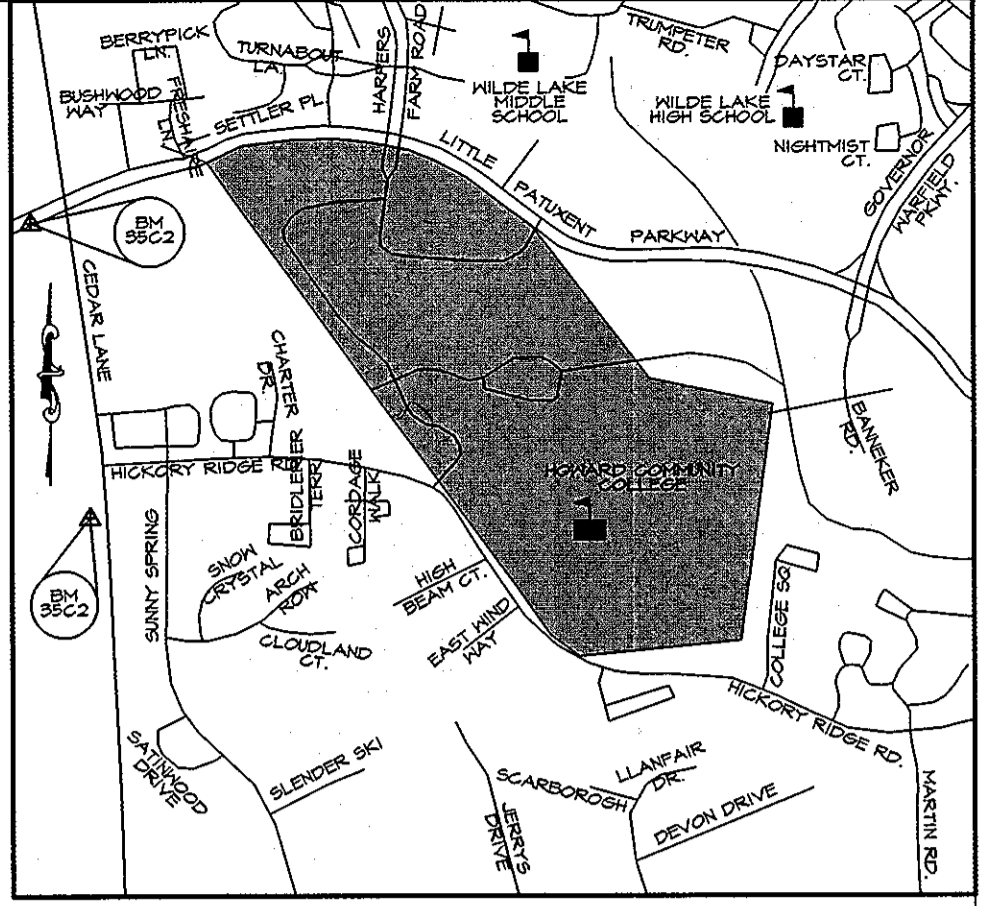 BERRYPICK
LN.
TURNABOUT
LA.
HARPERS
FARM ROAD
TRUMPETER
RD.
DAYSTAR
CT.
BUSHWOOD
WAY
FRESHAIRE
LN.
SETTLER PL.
WILDE LAKE
MIDDLE
SCHOOL
WILDE LAKE
HIGH SCHOOL
NIGHTMIST
CT.
LITTLE
PATUXENT
PARKWAY
GOVERNOR
WARFIELD
PKWY.
BM
35C2
CEDAR LANE
CHARTER
DR.
HICKORY RIDGE RD.
BRIDLERIER
TERR
CORDAGE
WALK
BANNEKER
RD.
HOWARD COMMUNITY
COLLEGE
BM
35C2
SUNNY SPRING
SNOW
CRYSTAL
ARCH
ROW
CLOUDLAND
CT.
HIGH
BEAM CT.
EAST WIND
WAY
COLLEGE SQ.
HICKORY RIDGE RD.
SATINWOOD
DRIVE
SLENDER SKI
JERRYS
DRIVE
SCARBOROGH
LLANFAIR
DR.
DEVON DRIVE
MARTIN RD.